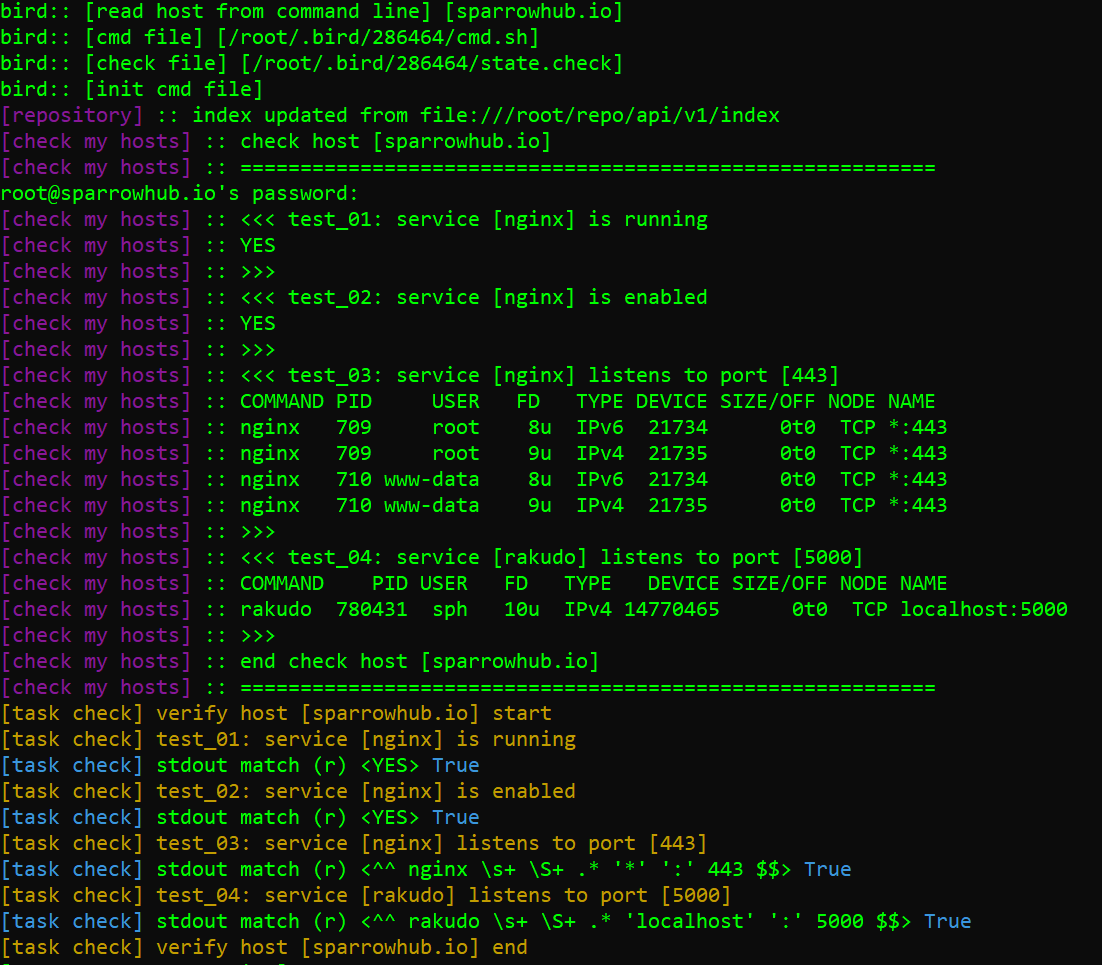 bird:: [read host from command line] [sparrowhub.io]
bird:: [cmd file] [/root/.bird/286464/cmd.sh]
bird:: [check file] [/root/.bird/286464/state.check]
bird:: [init cmd file]
[repository] :: index updated from file:///root/repo/api/v1/index
[check my hosts] :: check host [sparrowhub.io]
[check my hosts] :: ==========================================================
root@sparrowhub.io's password:
[check my hosts] :: <<< test_01: service [nginx] is running
[check my hosts] :: YES
[check my hosts] :: >>>
[check my hosts] :: <<< test_02: service [nginx] is enabled
[check my hosts] :: YES
[check my hosts] :: >>>
[check my hosts] :: <<< test_03: service [nginx] listens to port [443]
[check my hosts] :: COMMAND PID     USER   FD   TYPE DEVICE SIZE/OFF NODE NAME
[check my hosts] :: nginx   709     root    8u  IPv6  21734      0t0  TCP *:443
[check my hosts] :: nginx   709     root    9u  IPv4  21735      0t0  TCP *:443
[check my hosts] :: nginx   710 www-data    8u  IPv6  21734      0t0  TCP *:443
[check my hosts] :: nginx   710 www-data    9u  IPv4  21735      0t0  TCP *:443
[check my hosts] :: >>>
[check my hosts] :: <<< test_04: service [rakudo] listens to port [5000]
[check my hosts] :: COMMAND    PID USER   FD   TYPE   DEVICE SIZE/OFF NODE NAME
[check my hosts] :: rakudo  780431  sph   10u  IPv4 14770465      0t0  TCP localhost:5000
[check my hosts] :: >>>
[check my hosts] :: end check host [sparrowhub.io]
[check my hosts] :: ==========================================================
[task check] verify host [sparrowhub.io] start
[task check] test_01: service [nginx] is running
[task check] stdout match (r) <YES> True
[task check] test_02: service [nginx] is enabled
[task check] stdout match (r) <YES> True
[task check] test_03: service [nginx] listens to port [443]
[task check] stdout match (r) <^^ nginx \s+ \S+ .* '*' ':' 443 $$> True
[task check] test_04: service [rakudo] listens to port [5000]
[task check] stdout match (r) <^^ rakudo \s+ \S+ .* 'localhost' ':' 5000 $$> True
[task check] verify host [sparrowhub.io] end